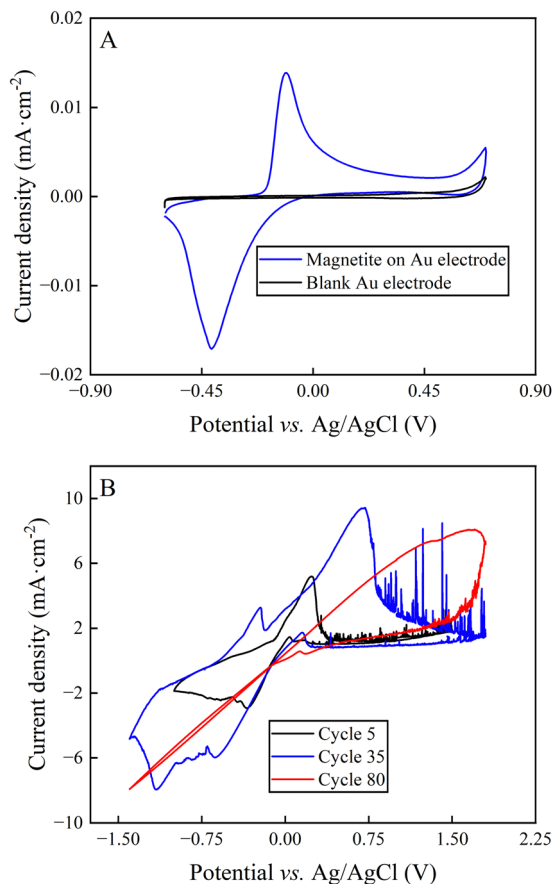 A
0.02
0.01
0.00
−0.01
−0.02
Current density (mA·cm⁻²)
Magnetite on Au electrode
Blank Au electrode
−0.90 −0.45 0.00 0.45 0.90
Potential vs. Ag/AgCl (V)
B
10
6
2
−2
−6
−10
Current density (mA·cm⁻²)
Cycle 5
Cycle 35
Cycle 80
−1.50 −0.75 0.00 0.75 1.50 2.25
Potential vs. Ag/AgCl (V)